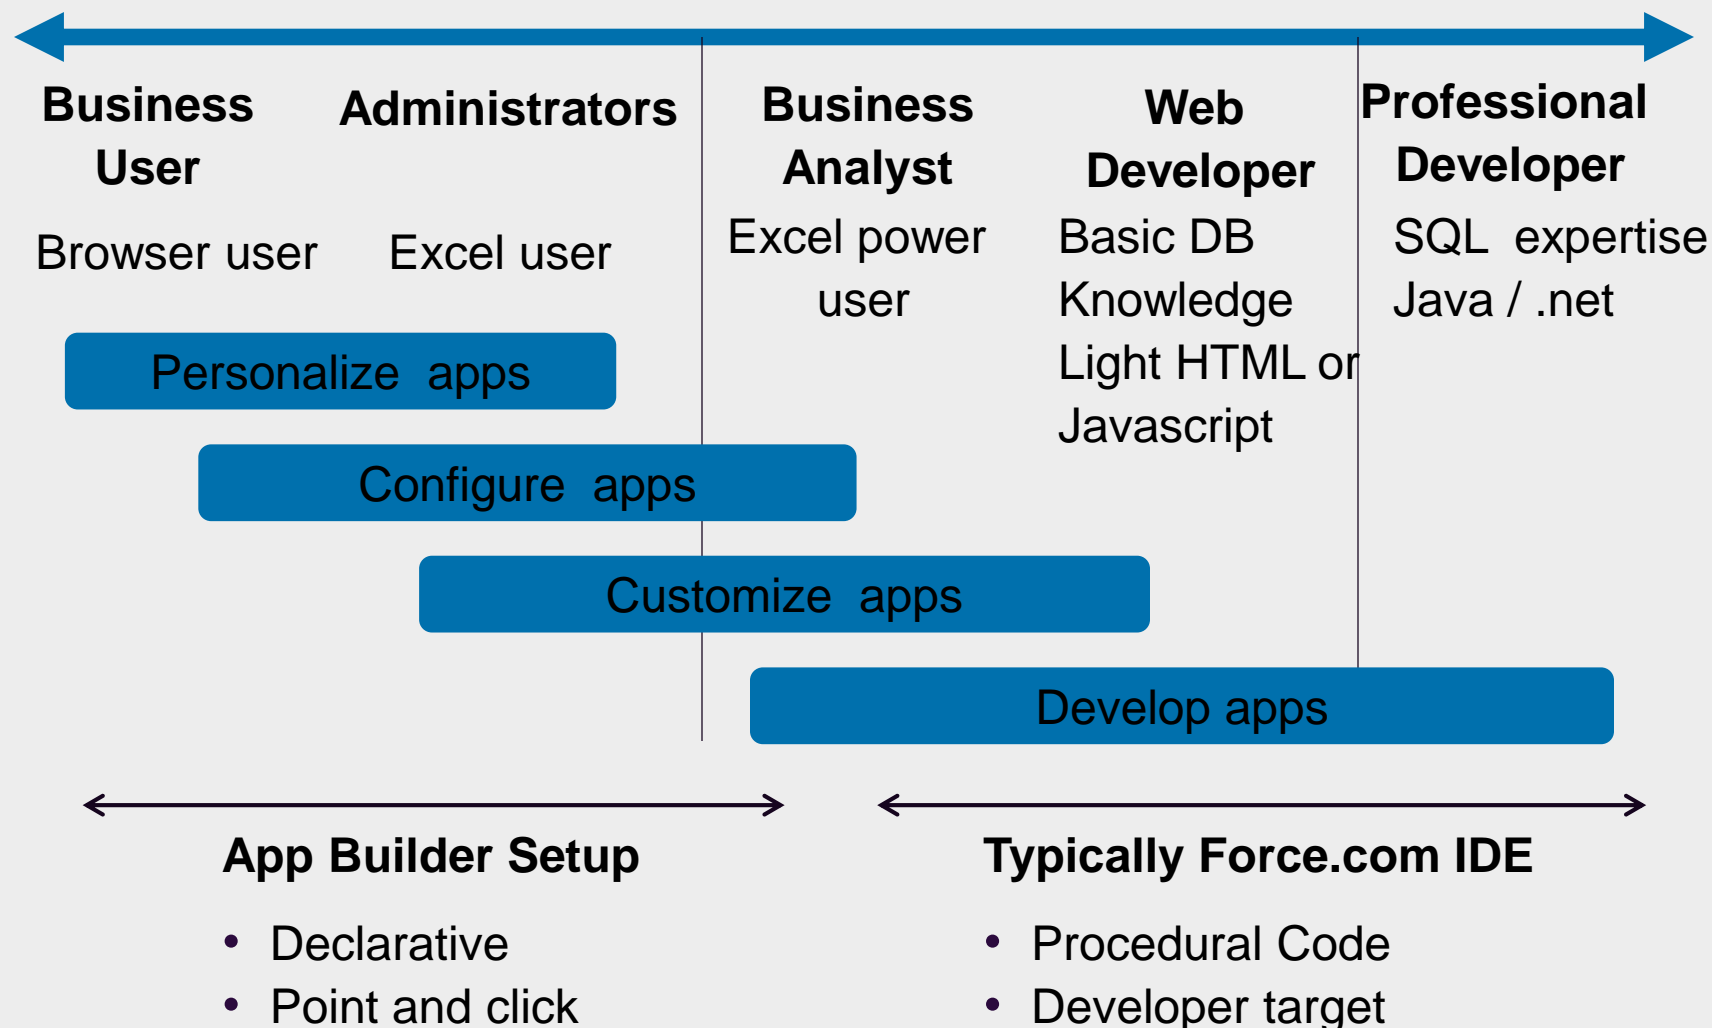 Business
User
Administrators
Business
Analyst
Web
Developer
Professional
Developer
Browser user
Excel user
Excel power
user
Basic DB
Knowledge
Light HTML or
Javascript
SQL expertise
Java / .net
Personalize apps
Configure apps
Customize apps
Develop apps
App Builder Setup
• Declarative
• Point and click
Typically Force.com IDE
• Procedural Code
• Developer target